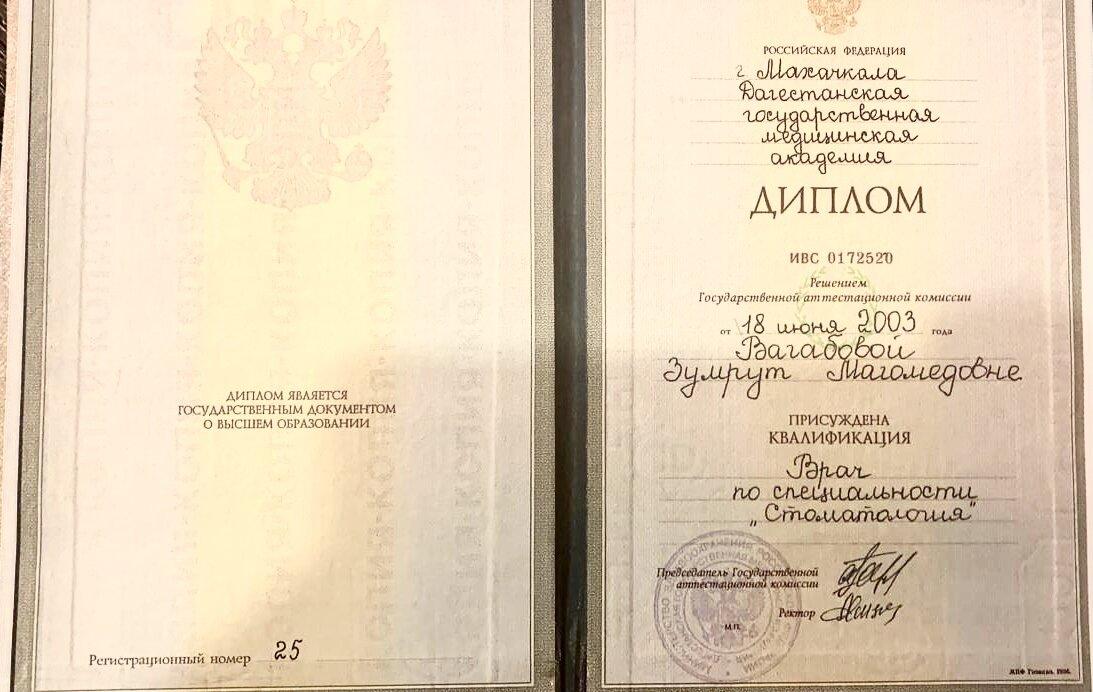 ДИПЛОМ ЯВЛЯЕТСЯ
ГОСУДАРСТВЕННЫМ ДОКУМЕНТОМ
О ВЫСШЕМ ОБРАЗОВАНИИ
Регистрационный номер 25
РОССИЙСКАЯ ФЕДЕРАЦИЯ
г Махачкала
Дагестанская
государственная
медицинская
академия
ДИПЛОМ
ИВС 0172520
Решением
Государственной аттестационной комиссии
от 18 июня 2003 года
Вагабовой
Зумрут Магомедовне
ПРИСУЖДЕНА
КВАЛИФИКАЦИЯ
Врач
по специальности
„Стоматология"
Председатель Государственной
аттестационной комиссии
Ректор
М.П.